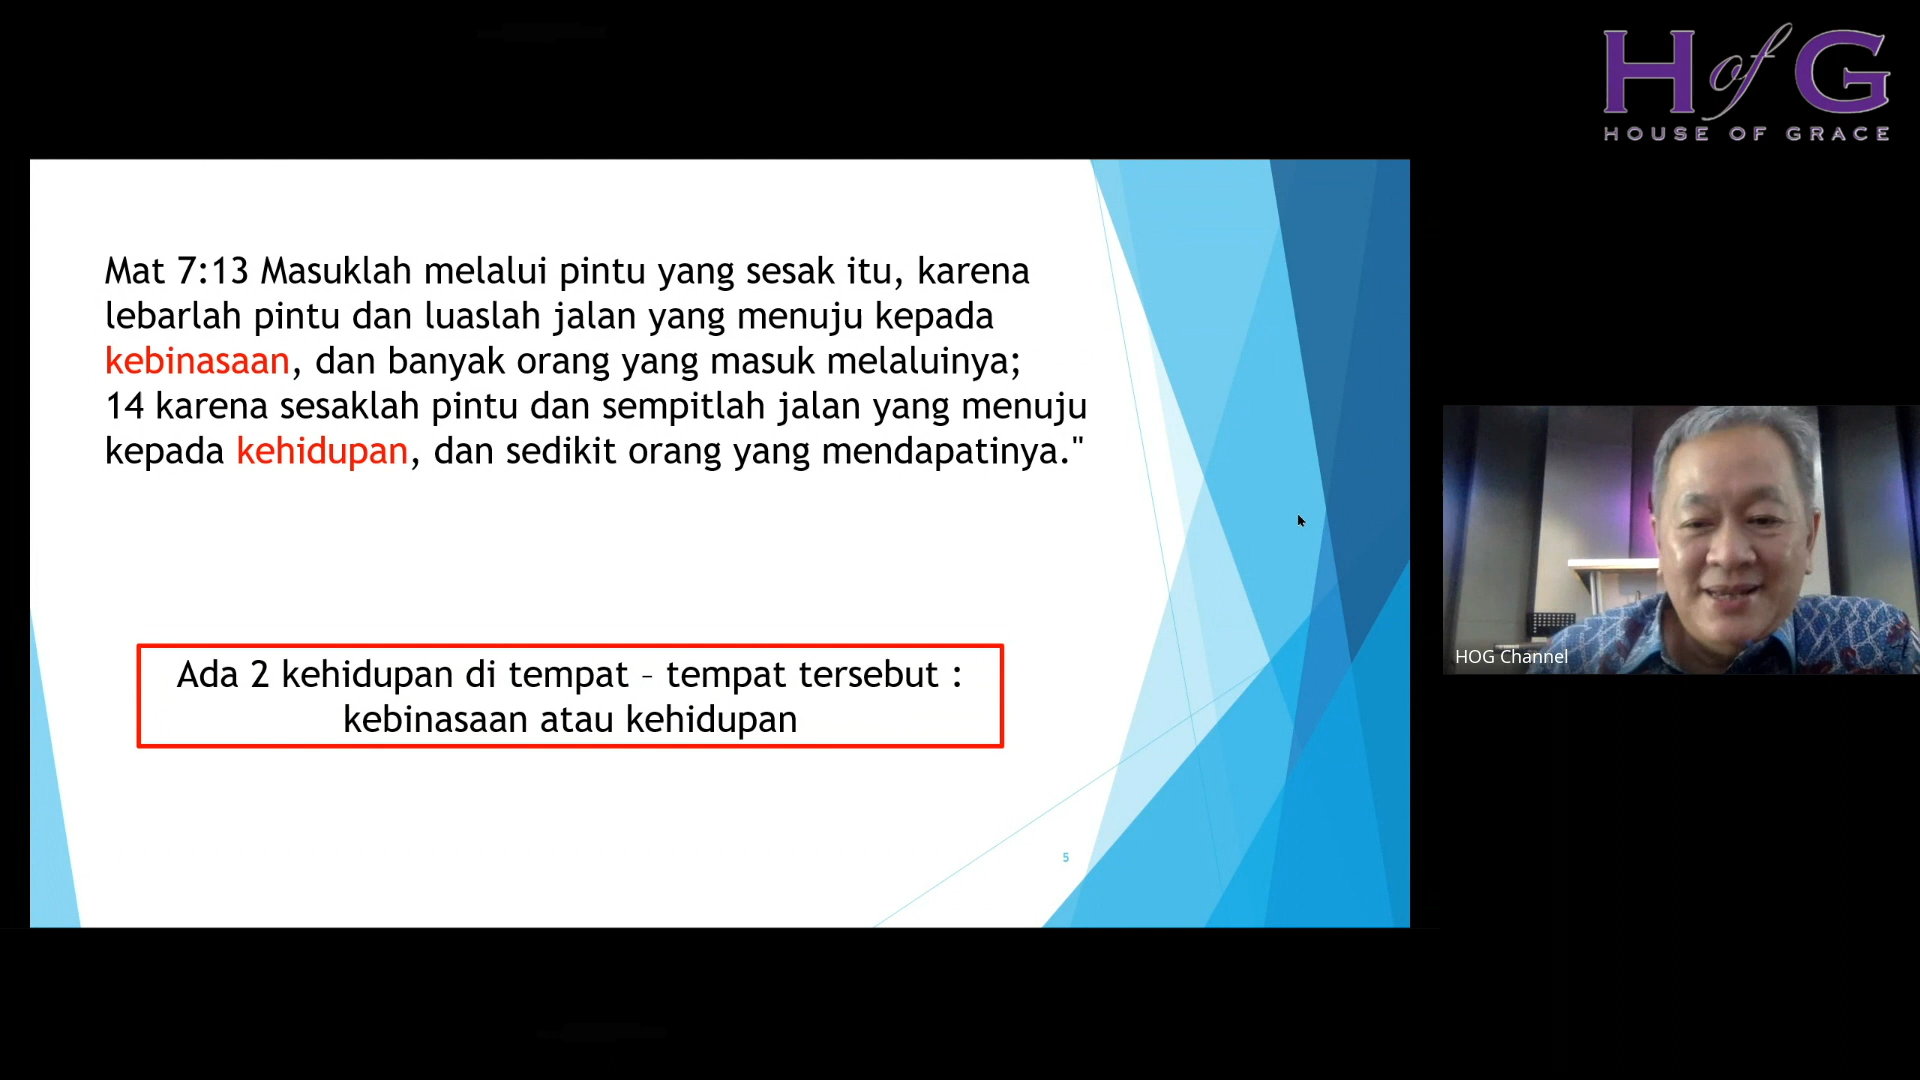 H of G
HOUSE OF GRACE
Mat 7:13 Masuklah melalui pintu yang sesak itu, karena
lebarlah pintu dan luaslah jalan yang menuju kepada
kebinasaan, dan banyak orang yang masuk melaluinya;
14 karena sesaklah pintu dan sempitlah jalan yang menuju
kepada kehidupan, dan sedikit orang yang mendapatinya."
Ada 2 kehidupan di tempat – tempat tersebut :
kebinasaan atau kehidupan
5
HOG Channel